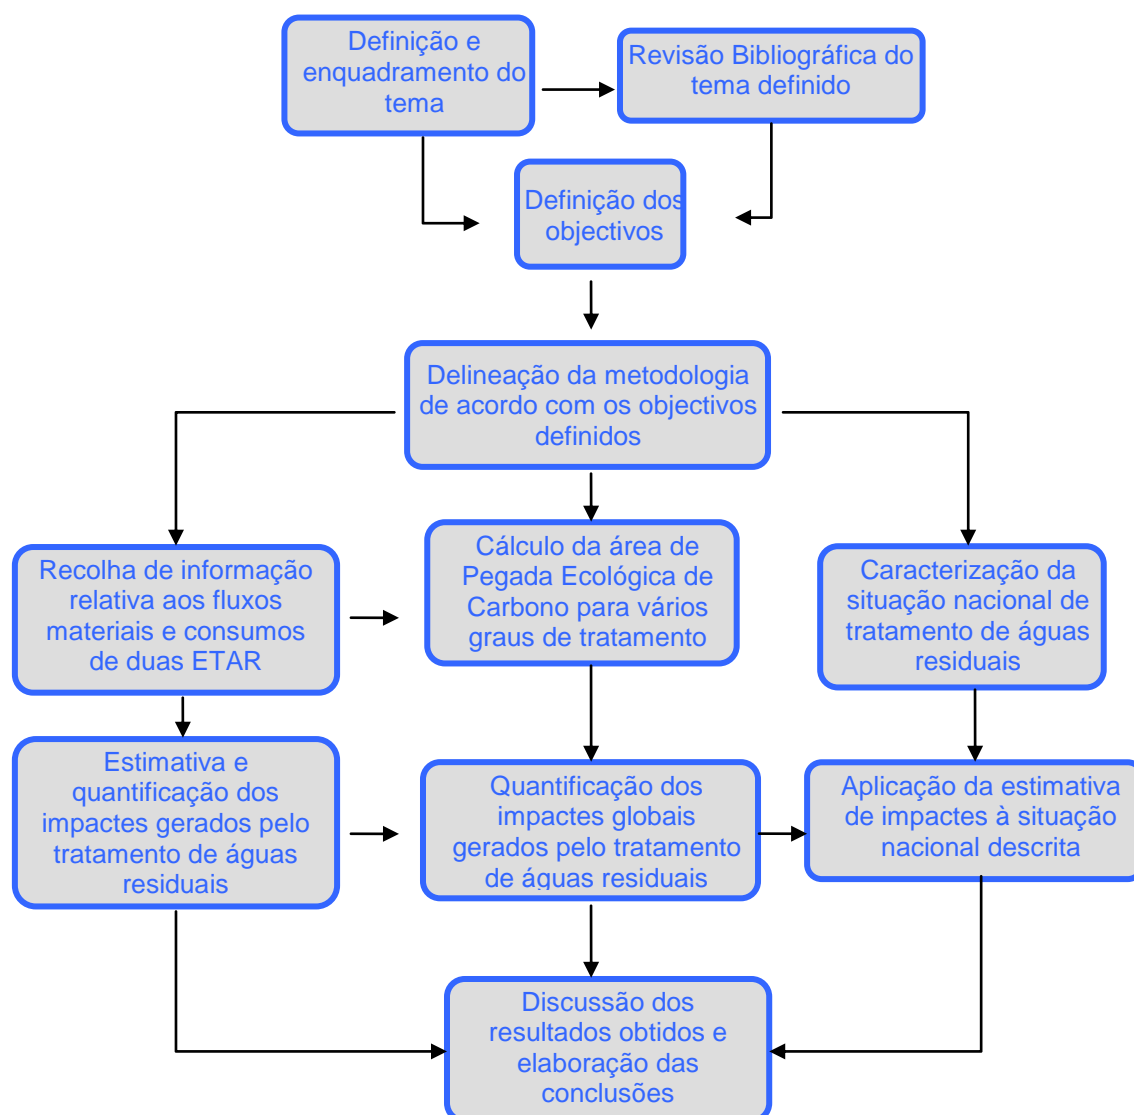 Definição e
enquadramento do
tema
Revisão Bibliográfica do
tema definido
Definição dos
objectivos
Delineação da metodologia
de acordo com os objectivos
definidos
Recolha de informação
relativa aos fluxos
materiais e consumos
de duas ETAR
Cálculo da área de
Pegada Ecológica de
Carbono para vários
graus de tratamento
Caracterização da
situação nacional de
tratamento de águas
residuais
Estimativa e
quantificação dos
impactes gerados pelo
tratamento de águas
residuais
Quantificação dos
impactes globais
gerados pelo tratamento
de águas residuais
Aplicação da estimativa
de impactes à situação
nacional descrita
Discussão dos
resultados obtidos e
elaboração das
conclusões